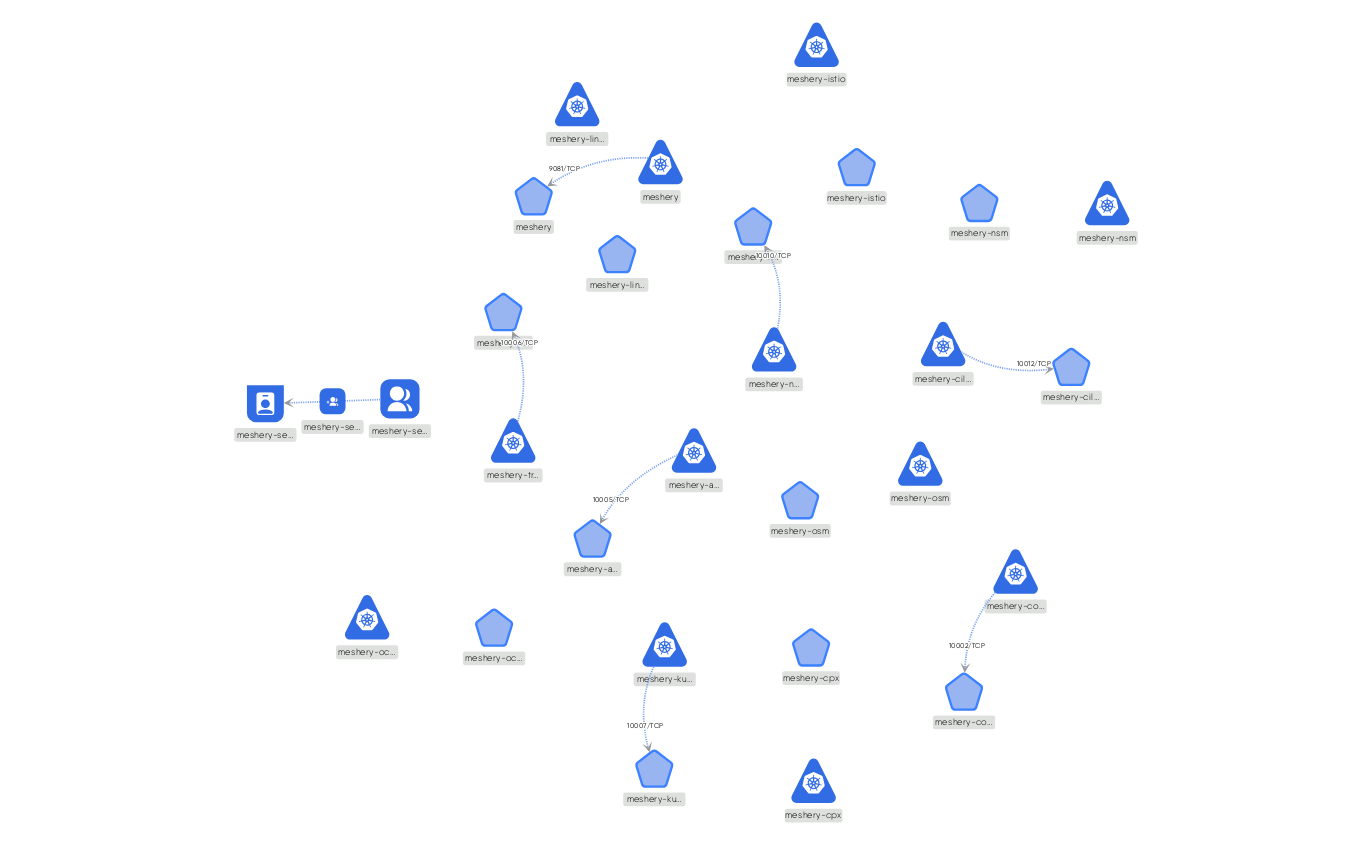 meshery-istio
meshery-lin...
9081/TCP
meshery
meshery
meshery-istio
meshery-nsm
meshery-nsm
10010/TCP
meshery-lin...
10006/TCP
10012/TCP
meshery-cil...
meshery-n...
meshery-cil...
meshery-se...
meshery-se...
meshery-se...
meshery-tr...
meshery-a...
10005/TCP
meshery-osm
meshery-osm
meshery-a...
meshery-co...
10002/TCP
meshery-oc...
meshery-oc...
meshery-ku...
meshery-cpx
10007/TCP
meshery-co...
meshery-ku...
meshery-cpx